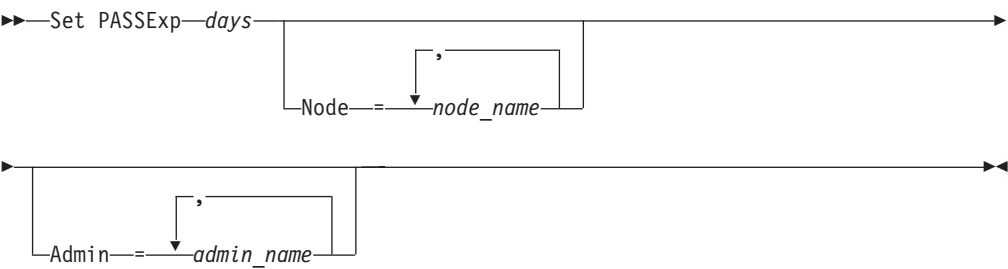 Set PASSExp days
,
Node = node_name
,
Admin = admin_name